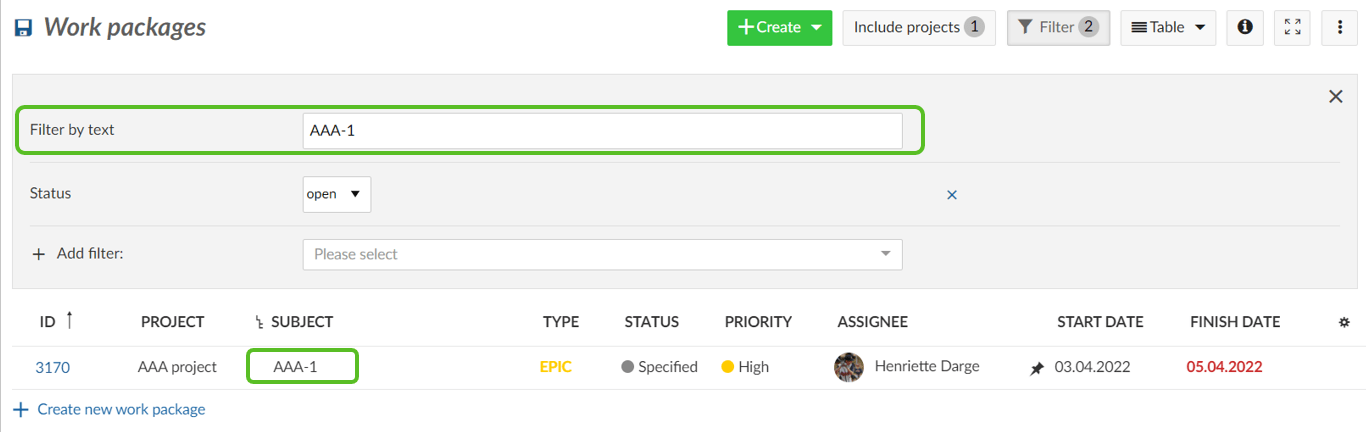 Work packages
Create
Include projects 1
Filter 2
Table
Filter by text AAA-1
Status open
Add filter: Please select
ID PROJECT SUBJECT TYPE STATUS PRIORITY ASSIGNEE START DATE FINISH DATE
3170 AAA project AAA-1 EPIC Specified High Henriette Darge 03.04.2022 05.04.2022
Create new work package